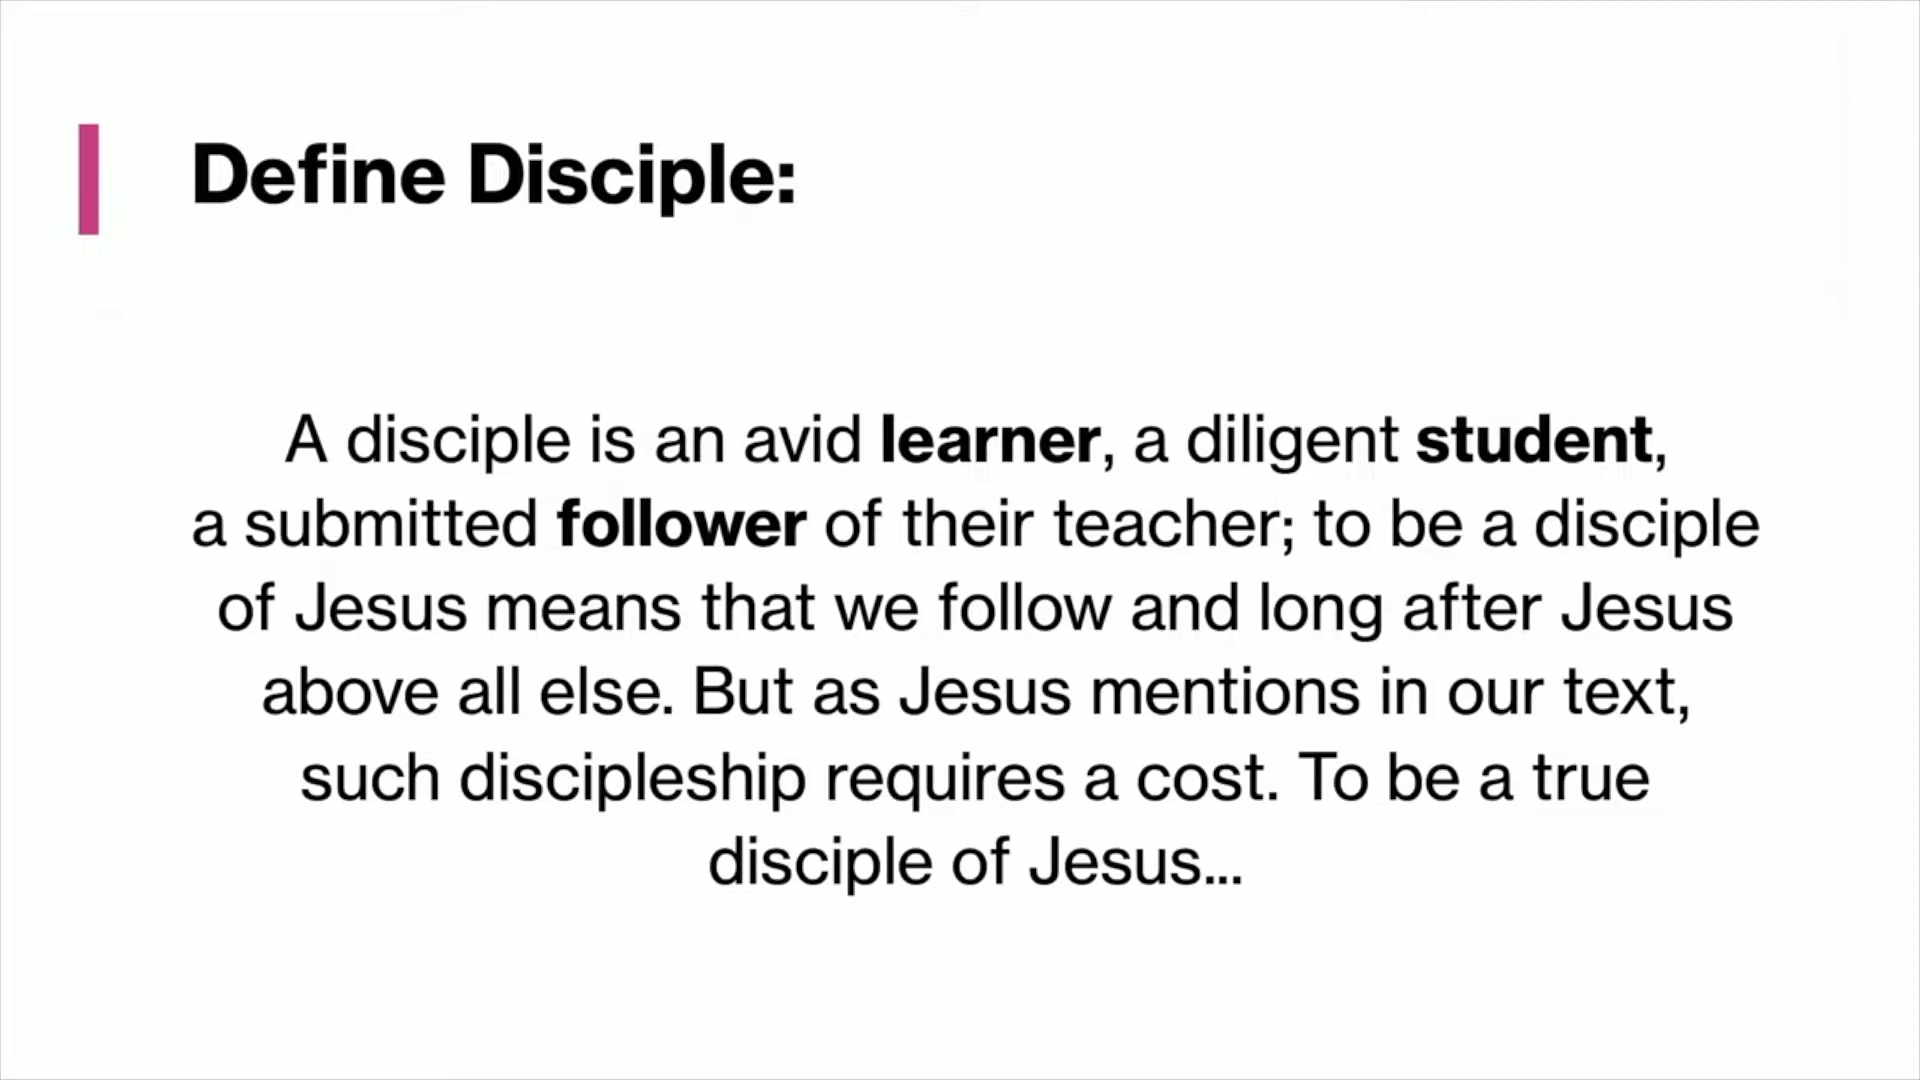 Define Disciple:
A disciple is an avid learner, a diligent student,
a submitted follower of their teacher; to be a disciple
of Jesus means that we follow and long after Jesus
above all else. But as Jesus mentions in our text,
such discipleship requires a cost. To be a true
disciple of Jesus...